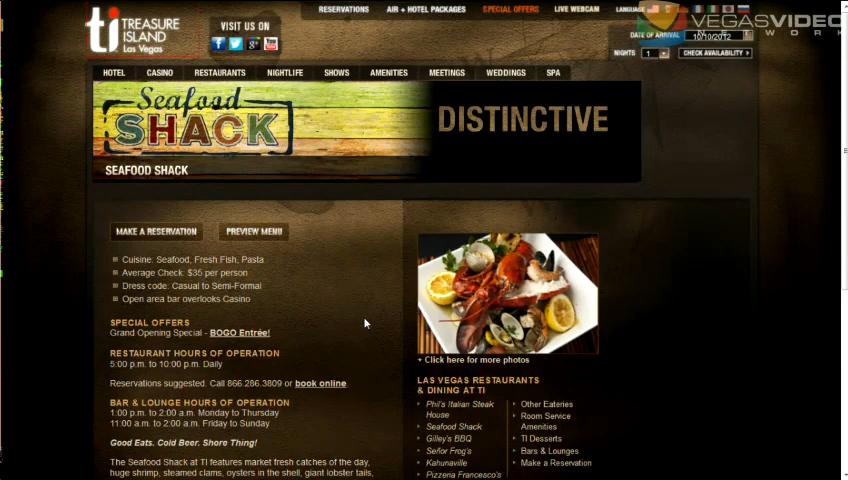 ti TREASURE
ISLAND
Las Vegas
VISIT US ON
RESERVATIONS AIR + HOTEL PACKAGES SPECIAL OFFERS LIVE WEBCAM LANGUAGE
VEGASVIDEO
NETWORK
DATE OF ARRIVAL 10/10/2012
NIGHTS 1 CHECK AVAILABILITY
HOTEL CASINO RESTAURANTS NIGHTLIFE SHOWS AMENITIES MEETINGS WEDDINGS SPA
Seafood
SHACK
DISTINCTIVE
SEAFOOD SHACK
MAKE A RESERVATION PREVIEW MENU
Cuisine: Seafood, Fresh Fish, Pasta
Average Check: $35 per person
Dress code: Casual to Semi-Formal
Open area bar overlooks Casino
SPECIAL OFFERS
Grand Opening Special - BOGO Entrée!
RESTAURANT HOURS OF OPERATION
5:00 p.m. to 10:00 p.m. Daily
Reservations suggested. Call 866.286.3809 or book online.
BAR & LOUNGE HOURS OF OPERATION
1:00 p.m. to 2:00 a.m. Monday to Thursday
11:00 a.m. to 2:00 a.m. Friday to Sunday
Good Eats. Cold Beer. Shore Thing!
The Seafood Shack at TI features market fresh catches of the day,
huge shrimp, steamed clams, oysters in the shell, giant lobster tails,
+ Click here for more photos
LAS VEGAS RESTAURANTS
& DINING AT TI
Phil's Italian Steak
House
Seafood Shack
Gilley's BBQ
Señor Frog's
Kahunaville
Pizzeria Francesco's
Other Eateries
Room Service
Amenities
TI Desserts
Bars & Lounges
Make a Reservation